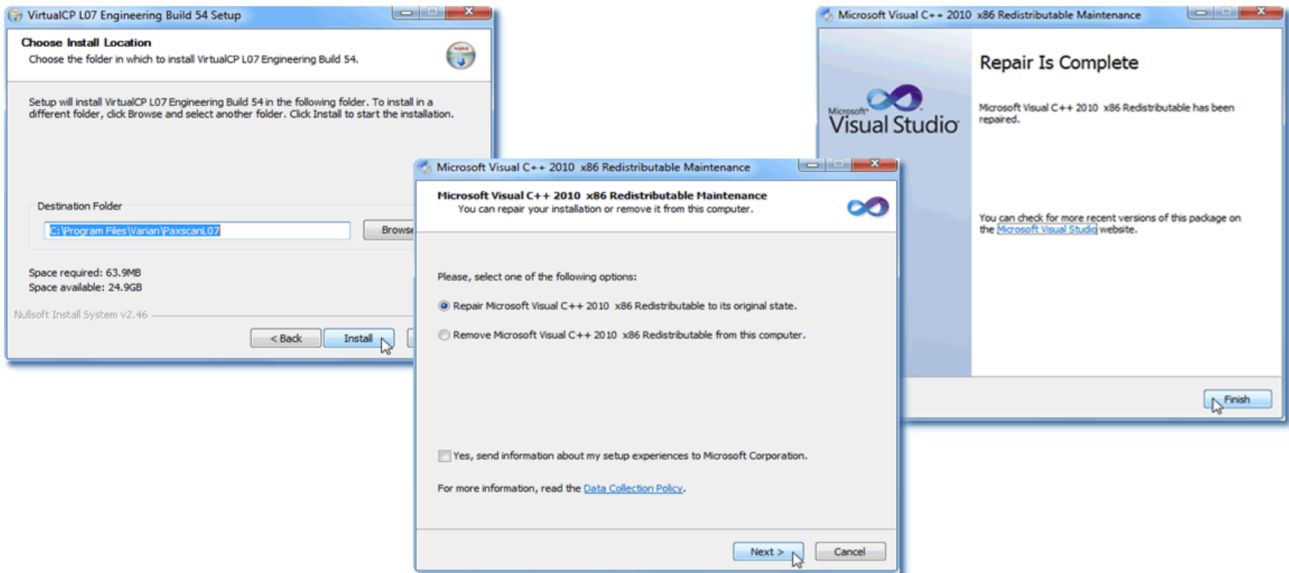 VirtualCP L07 Engineering Build 54 Setup
Choose Install Location
Choose the folder in which to install VirtualCP L07 Engineering Build 54.
Setup will install VirtualCP L07 Engineering Build 54 in the following folder. To install in a
different folder, click Browse and select another folder. Click Install to start the installation.
Destination Folder
C:\Program Files\Varian\PaxscanL07
Browse
Space required: 63.9MB
Space available: 24.9GB
Nullsoft Install System v2.46
< Back
Install
Microsoft Visual C++ 2010 x86 Redistributable Maintenance
Microsoft Visual C++ 2010 x86 Redistributable Maintenance
You can repair your installation or remove it from this computer.
Please, select one of the following options:
Repair Microsoft Visual C++ 2010 x86 Redistributable to its original state.
Remove Microsoft Visual C++ 2010 x86 Redistributable from this computer.
Yes, send information about my setup experiences to Microsoft Corporation.
For more information, read the Data Collection Policy.
Next >
Cancel
Microsoft Visual C++ 2010 x86 Redistributable Maintenance
Microsoft
Visual Studio
Repair Is Complete
Microsoft Visual C++ 2010 x86 Redistributable has been
repaired.
You can check for more recent versions of this package on
the Microsoft Visual Studio website.
Finish